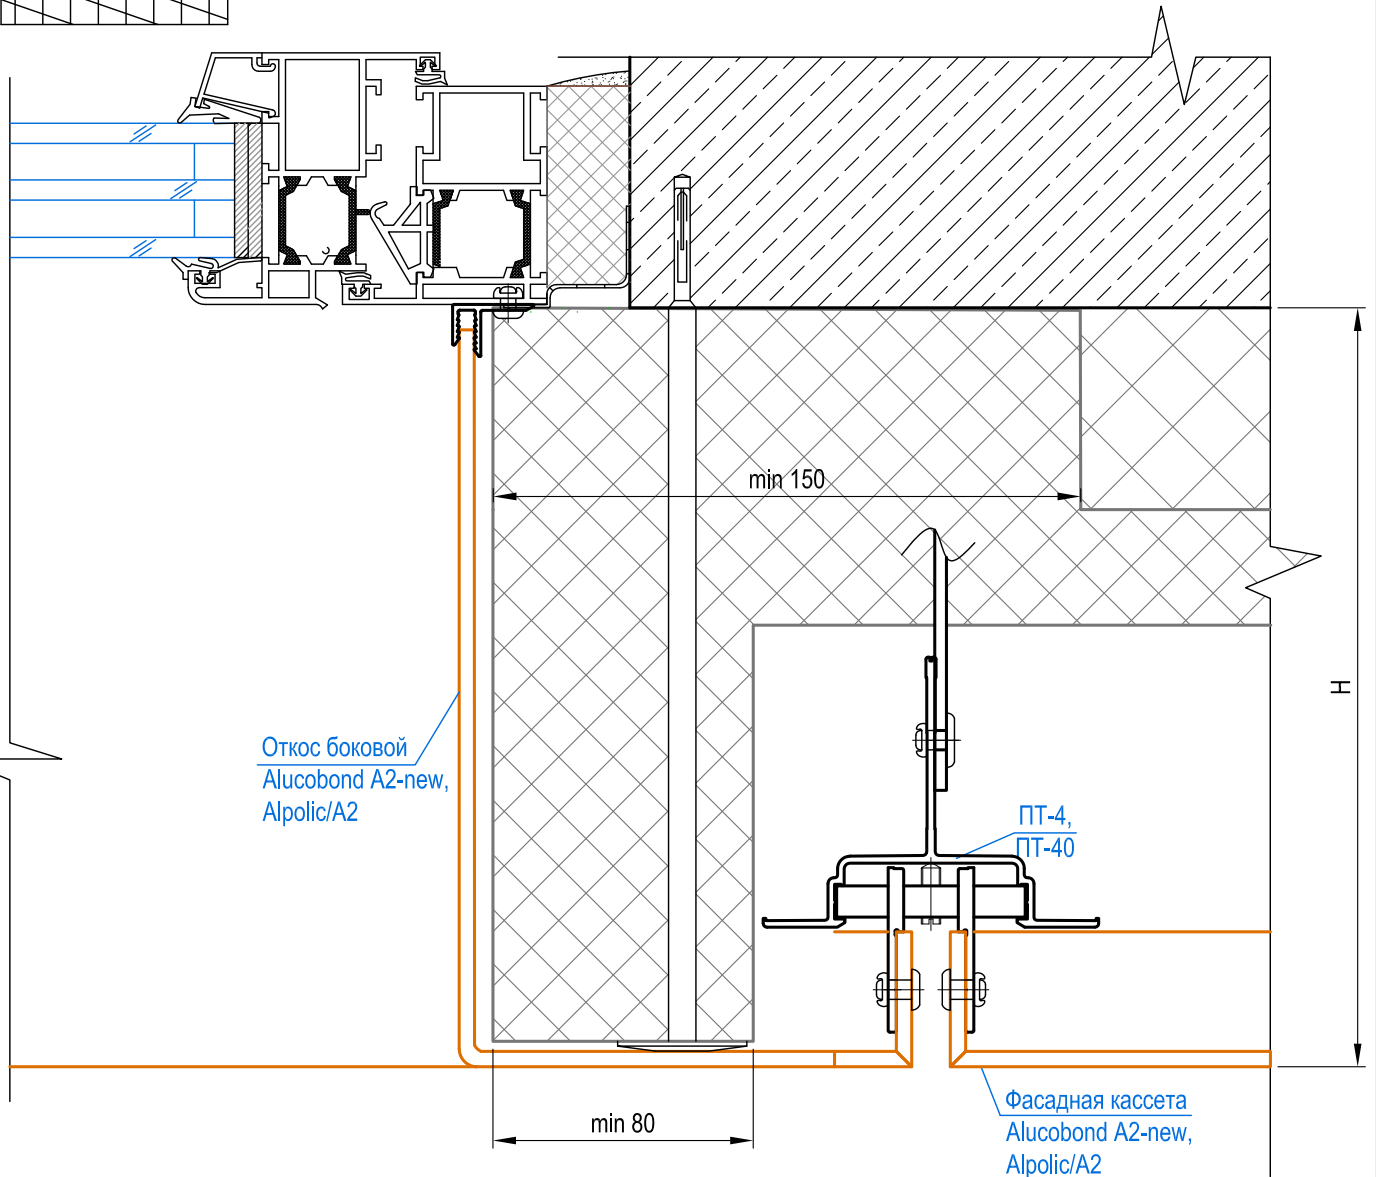 min 150
H
Откос боковой
Alucobond A2-new,
Alpolic/A2
ПТ-4,
ПТ-40
min 80
Фасадная кассета
Alucobond A2-new,
Alpolic/A2